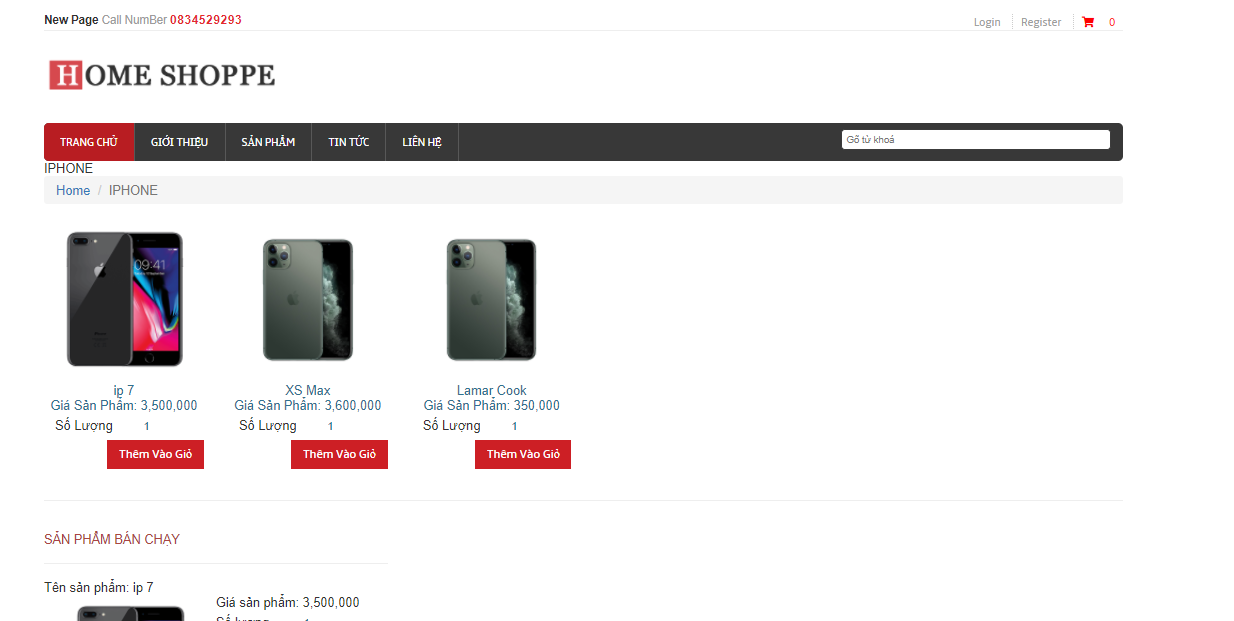 New Page Call NumBer 0834529293
Login Register 0
HOME SHOPPE
TRANG CHỦ GIỚI THIỆU SẢN PHẨM TIN TỨC LIÊN HỆ Gõ từ khoá
IPHONE
Home / IPHONE
09:41
ip 7 XS Max Lamar Cook
Giá Sản Phẩm: 3,500,000 Giá Sản Phẩm: 3,600,000 Giá Sản Phẩm: 350,000
Số Lượng 1 Số Lượng 1 Số Lượng 1
Thêm Vào Giỏ Thêm Vào Giỏ Thêm Vào Giỏ
SẢN PHẨM BÁN CHẠY
Tên sản phẩm: ip 7
Giá sản phẩm: 3,500,000
Số lượng 1